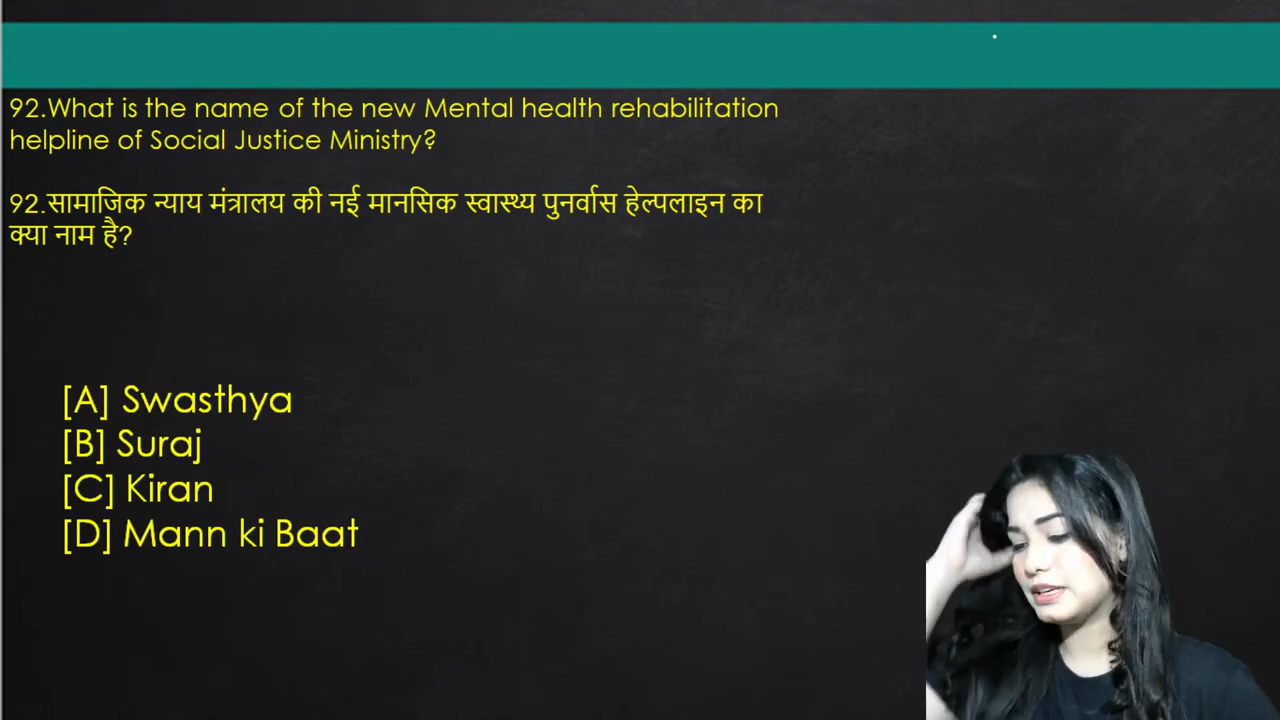 92.What is the name of the new Mental health rehabilitation
helpline of Social Justice Ministry?
92.सामाजिक न्याय मंत्रालय की नई मानसिक स्वास्थ्य पुनर्वास हेल्पलाइन का
क्या नाम है?
[A] Swasthya
[B] Suraj
[C] Kiran
[D] Mann ki Baat